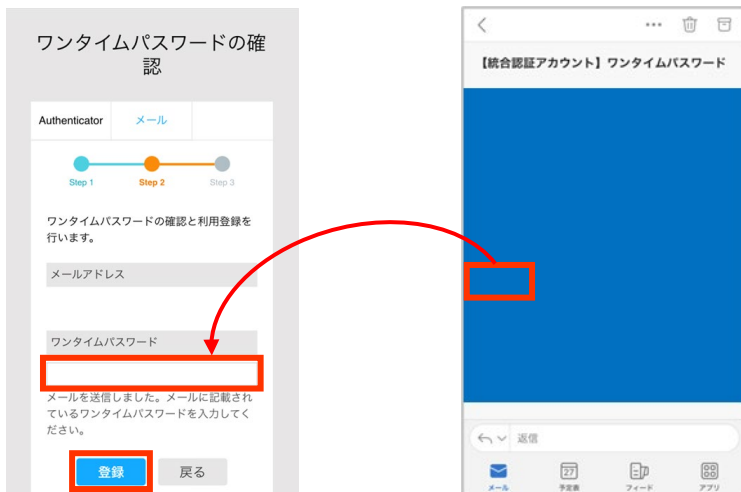 ワンタイムパスワードの確
認
Authenticator メール
Step 1 Step 2 Step 3
ワンタイムパスワードの確認と利用登録を
行います。
メールアドレス
ワンタイムパスワード
メールを送信しました。メールに記載され
ているワンタイムパスワードを入力してく
ださい。
登録 戻る
【統合認証アカウント】ワンタイムパスワード
返信
27
メール 予定表 フィード アプリ